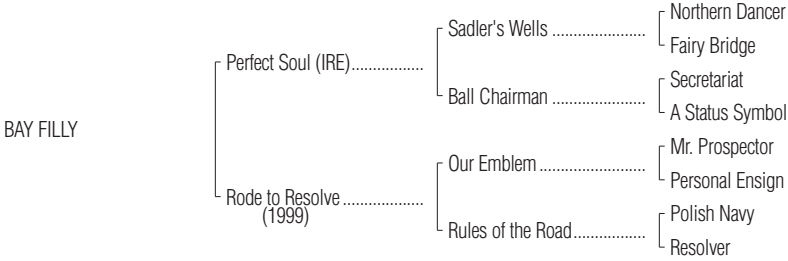 Northern Dancer
Sadler's Wells ......................
Fairy Bridge
Perfect Soul (IRE).................
Secretariat
Ball Chairman ......................
A Status Symbol
BAY FILLY
Mr. Prospector
Our Emblem .........................
Personal Ensign
Rode to Resolve ...................
(1999)
Polish Navy
Rules of the Road.................
Resolver